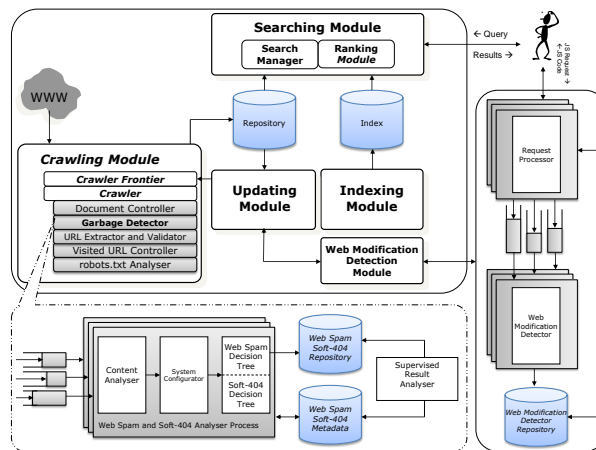 Searching Module
Search
Manager
Ranking
Module
← Query
Results →
JS Request →
← JS Code
WWW
Repository
Index
Crawling Module
Crawler Frontier
Crawler
Document Controller
Garbage Detector
URL Extractor and Validator
Visited URL Controller
robots.txt Analyser
Updating
Module
Indexing
Module
Web Modification
Detection
Module
Request
Processor
Web
Modification
Detector
Web Modification
Detector
Repository
Content
Analyser
System
Configurator
Web Spam
Decision
Tree
Soft-404
Decision
Tree
Web Spam and Soft-404 Analyser Process
Web Spam
Soft-404
Repository
Web Spam
Soft-404
Metadata
Supervised
Result
Analyser